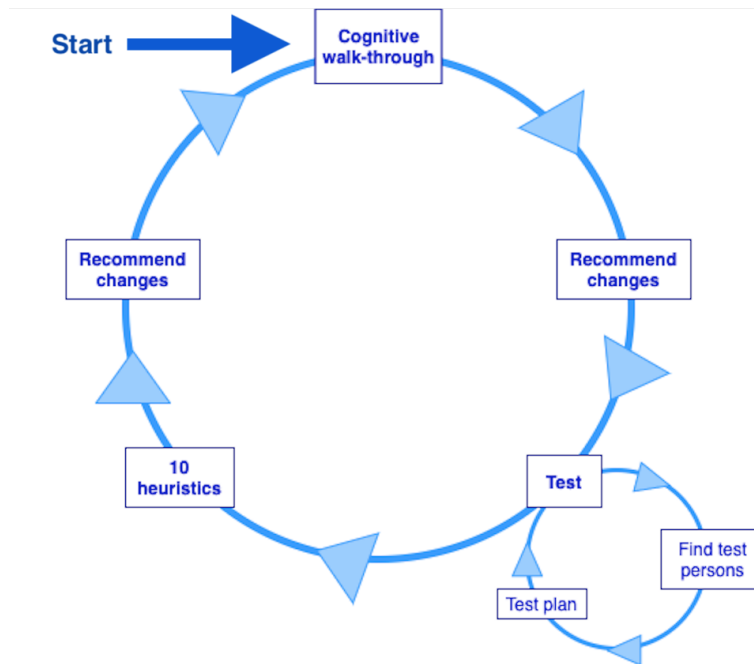 Start
Cognitive
walk-through
Recommend
changes
Recommend
changes
10
heuristics
Test
Find test
persons
Test plan